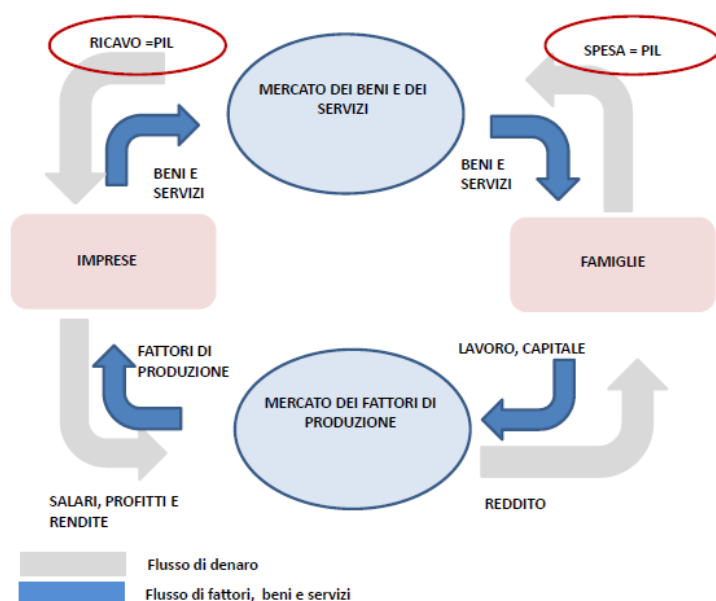 RICAVO =PIL
SPESA = PIL
MERCATO DEI BENI E DEI
SERVIZI
BENI E
SERVIZI
BENI E
SERVIZI
IMPRESE
FAMIGLIE
FATTORI DI
PRODUZIONE
LAVORO, CAPITALE
MERCATO DEI FATTORI DI
PRODUZIONE
SALARI, PROFITTI E
RENDITE
REDDITO
Flusso di denaro
Flusso di fattori, beni e servizi